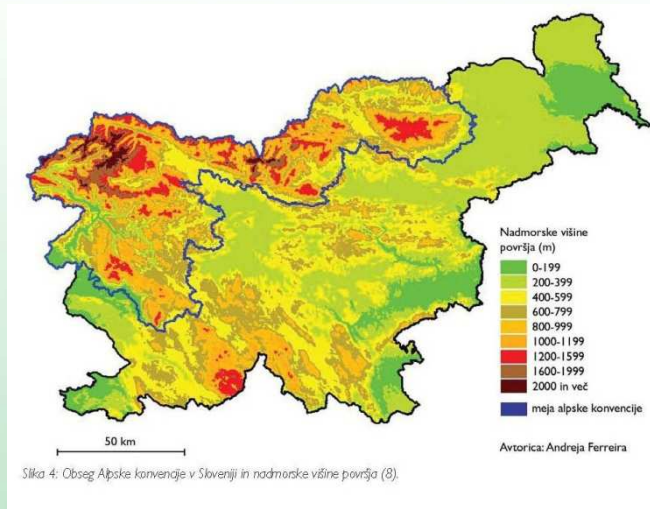 Nadmorske višine
površja (m)
0-199
200-399
400-599
600-799
800-999
1000-1199
1200-1599
1600-1999
2000 in več
meja alpske konvencije
50 km
Avtorica: Andreja Ferreira
Slika 4: Obseg Alpske konvencije v Sloveniji in nadmorske višine površja (8).